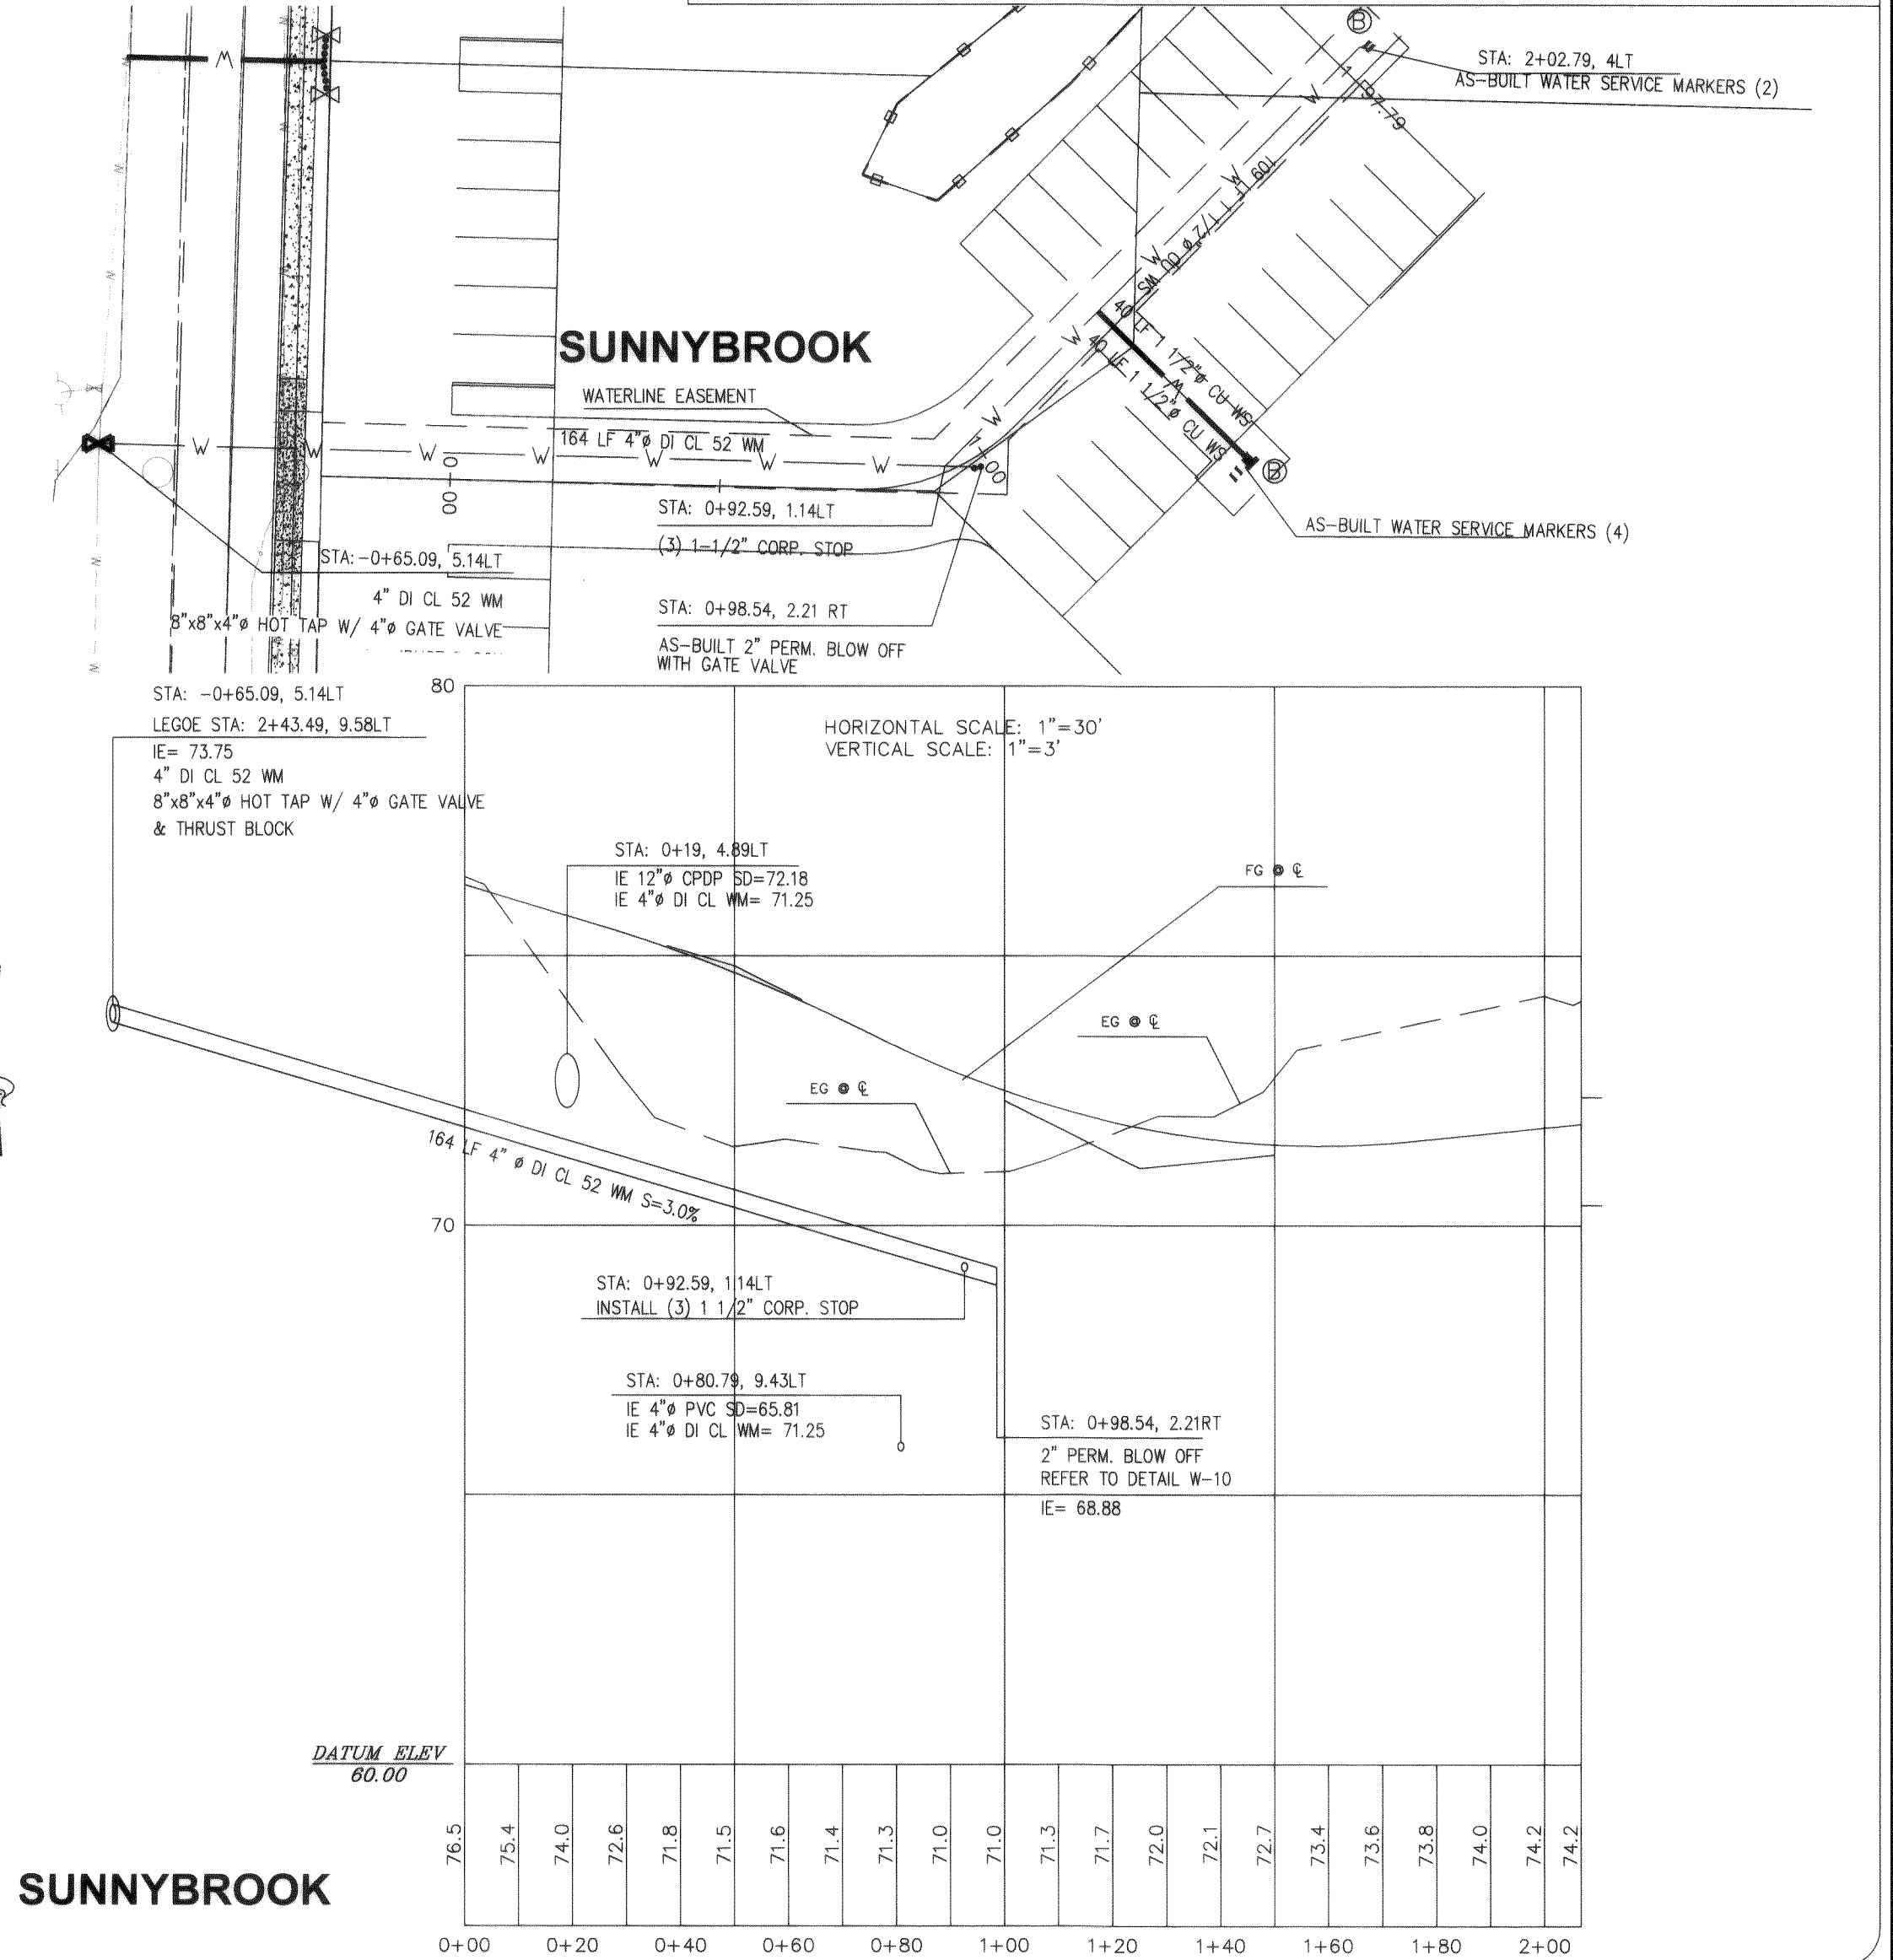 STA: 2+02.79, 4LT
AS-BUILT WATER SERVICE MARKERS (2)
B
197.79
W
W
W
W
W
109 LF 1 1/2"ø CU WS
40 LF 1 1/2"ø CU WS
40 LF 1 1/2"ø CU WS
B
AS-BUILT WATER SERVICE MARKERS (4)
SUNNYBROOK
WATERLINE EASEMENT
164 LF 4"ø DI CL 52 WM
W W W W W W W
0+00
1+00
STA: 0+92.59, 1.14LT
(3) 1-1/2" CORP. STOP
STA: 0+98.54, 2.21 RT
AS-BUILT 2" PERM. BLOW OFF
WITH GATE VALVE
STA:-0+65.09, 5.14LT
4" DI CL 52 WM
8"x8"x4"ø HOT TAP W/ 4"ø GATE VALVE
STA: -0+65.09, 5.14LT
LEGOE STA: 2+43.49, 9.58LT
IE= 73.75
4" DI CL 52 WM
8"x8"x4"ø HOT TAP W/ 4"ø GATE VALVE
& THRUST BLOCK
80
HORIZONTAL SCALE: 1"=30'
VERTICAL SCALE: 1"=3'
STA: 0+19, 4.89LT
IE 12"ø CPDP SD=72.18
IE 4"ø DI CL WM= 71.25
FG @ ℄
EG @ ℄
EG @ ℄
164 LF 4" ø DI CL 52 WM S=3.0%
70
STA: 0+92.59, 1.14LT
INSTALL (3) 1 1/2" CORP. STOP
STA: 0+80.79, 9.43LT
IE 4"ø PVC SD=65.81
IE 4"ø DI CL WM= 71.25
STA: 0+98.54, 2.21RT
2" PERM. BLOW OFF
REFER TO DETAIL W-10
IE= 68.88
DATUM ELEV
60.00
76.5 75.4 74.0 72.6 71.8 71.5 71.6 71.4 71.3 71.0 71.0 71.3 71.7 72.0 72.1 72.7 73.4 73.6 73.8 74.0 74.2 74.2
SUNNYBROOK
0+00 0+20 0+40 0+60 0+80 1+00 1+20 1+40 1+60 1+80 2+00